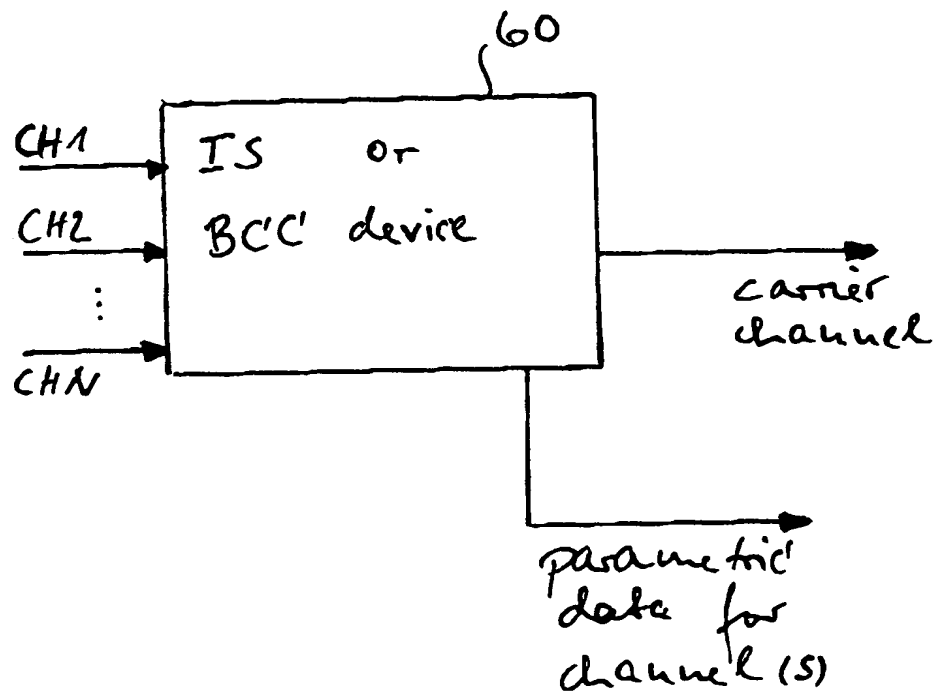 60
CH1
CH2
⋮
CHN
IS or
BCC device
carrier
channel
parametric
data for
channel(s)